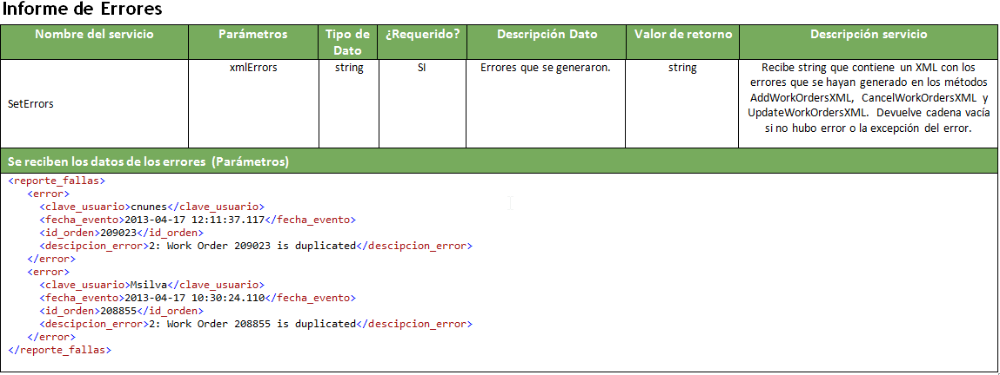 Informe de Errores
Nombre del servicio Parámetros Tipo de Dato ¿Requerido? Descripción Dato Valor de retorno Descripción servicio
SetErrors
xmlErrors string SI Errores que se generaron. string Recibe string que contiene un XML con los
errores que se hayan generado en los métodos
AddWorkOrdersXML, CancelWorkOrdersXML y
UpdateWorkOrdersXML. Devuelve cadena vacía
si no hubo error o la excepción del error.
Se reciben los datos de los errores (Parámetros)
<reporte_fallas>
<error>
<clave_usuario>cnunes</clave_usuario>
<fecha_evento>2013-04-17 12:11:37.117</fecha_evento>
<id_orden>209023</id_orden>
<descipcion_error>2: Work Order 209023 is duplicated</descipcion_error>
</error>
<error>
<clave_usuario>Msilva</clave_usuario>
<fecha_evento>2013-04-17 10:30:24.110</fecha_evento>
<id_orden>208855</id_orden>
<descipcion_error>2: Work Order 208855 is duplicated</descipcion_error>
</error>
</reporte_fallas>